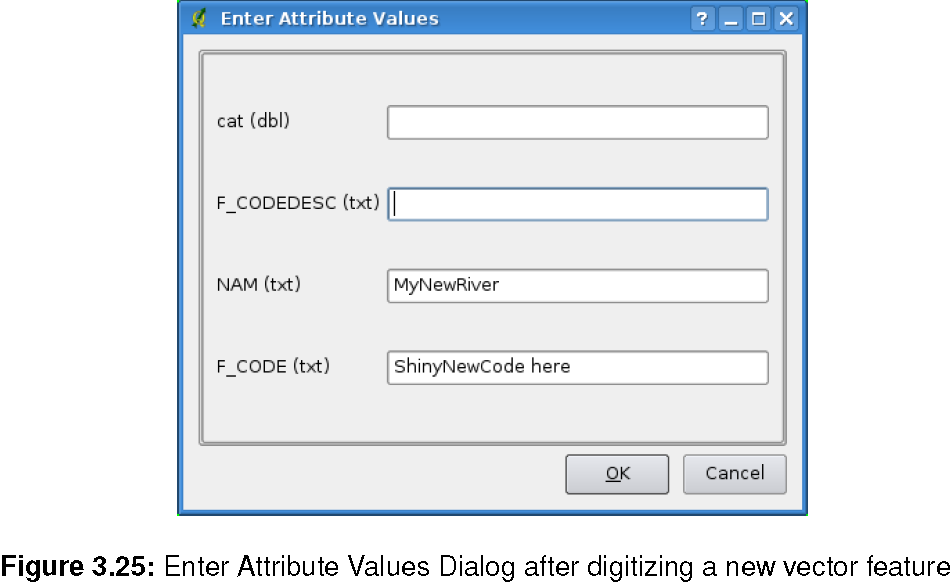 Enter Attribute Values
cat (dbl)
F_CODEDESC (txt)
NAM (txt) MyNewRiver
F_CODE (txt) ShinyNewCode here
OK Cancel
Figure 3.25: Enter Attribute Values Dialog after digitizing a new vector feature